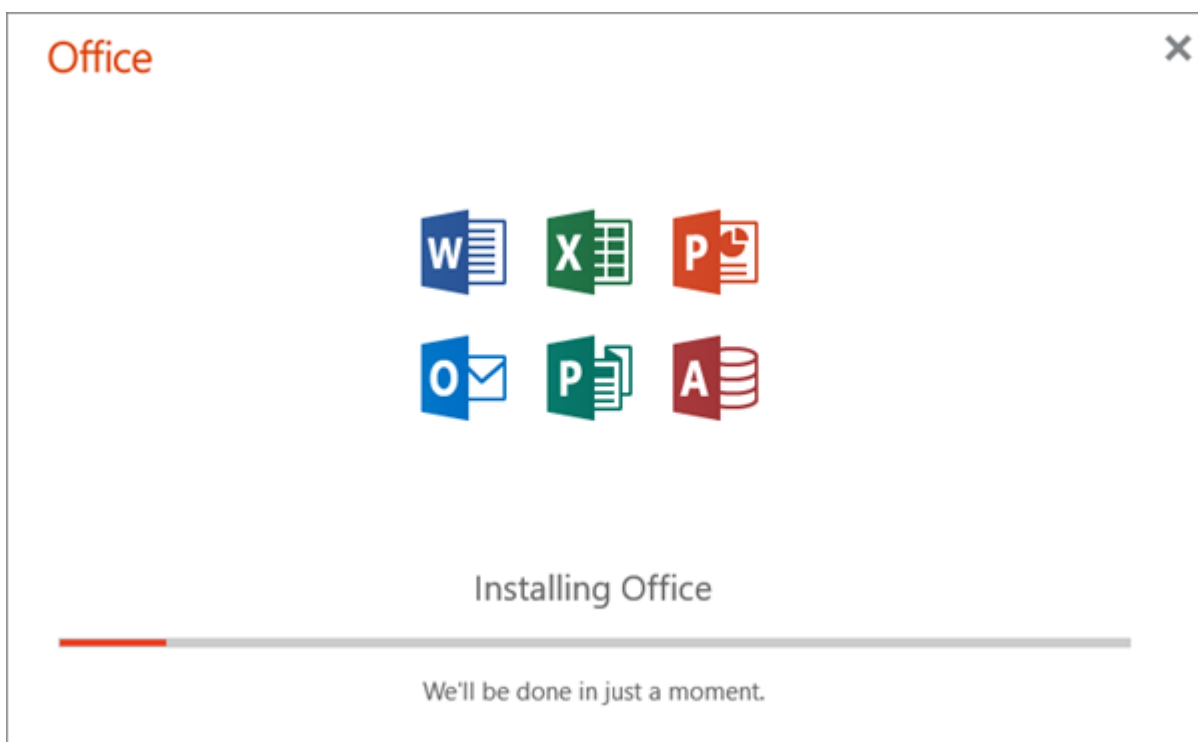 Office
W X P
O P A
Installing Office
We'll be done in just a moment.